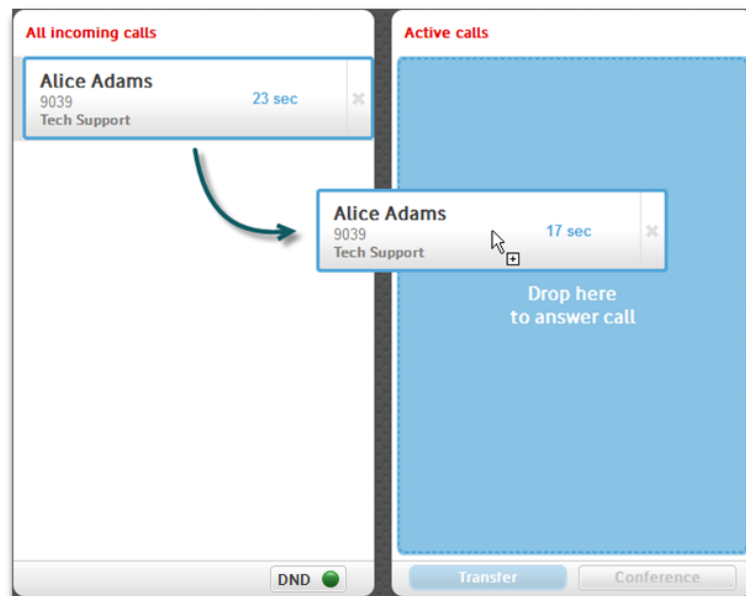 All incoming calls
Alice Adams
9039
23 sec
Tech Support
Active calls
Alice Adams
9039
17 sec
Tech Support
Drop here
to answer call
DND
Transfer
Conference